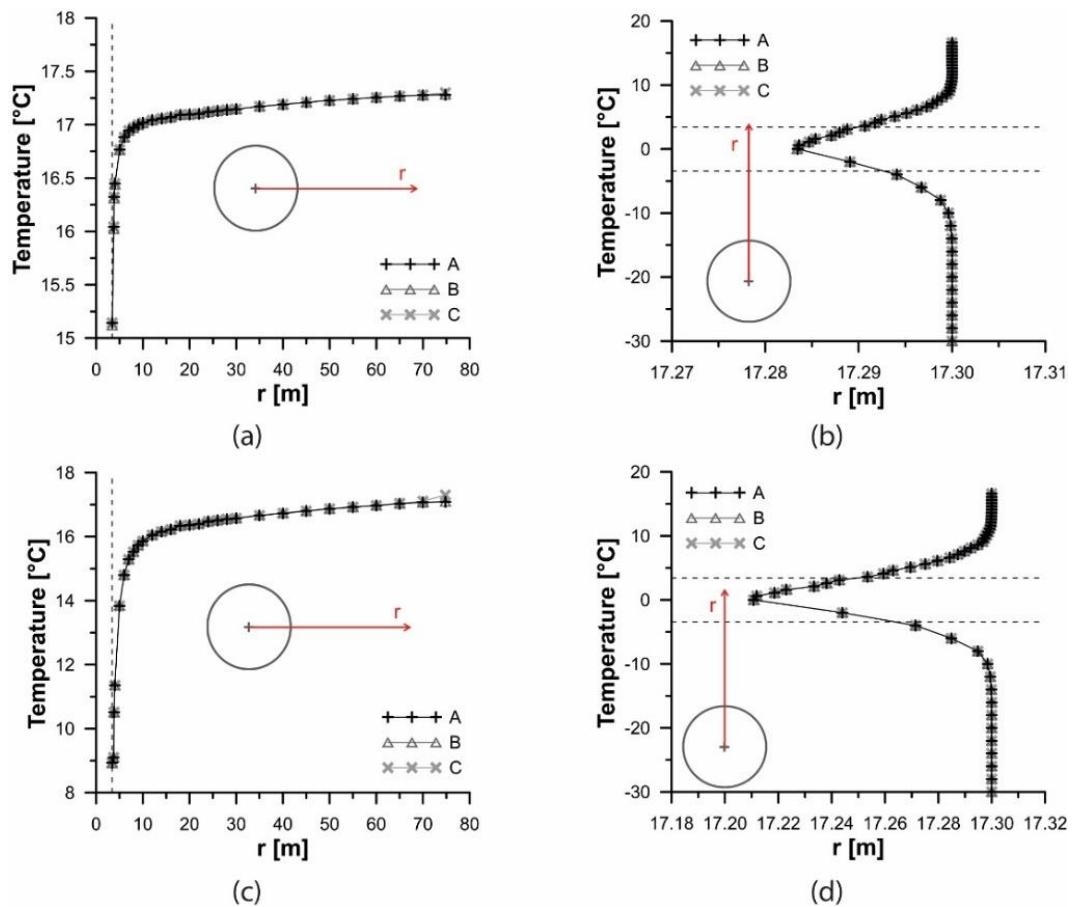 18
17.5
17
16.5
16
15.5
15
Temperature [°C]
r
A
B
C
0 10 20 30 40 50 60 70 80
r [m]
(a)
20
10
0
-10
-20
-30
Temperature [°C]
A
B
C
r
17.27 17.28 17.29 17.30 17.31
r [m]
(b)
18
16
14
12
10
8
Temperature [°C]
r
A
B
C
0 10 20 30 40 50 60 70 80
r [m]
(c)
20
10
0
-10
-20
-30
Temperature [°C]
A
B
C
r
17.18 17.20 17.22 17.24 17.26 17.28 17.30 17.32
r [m]
(d)